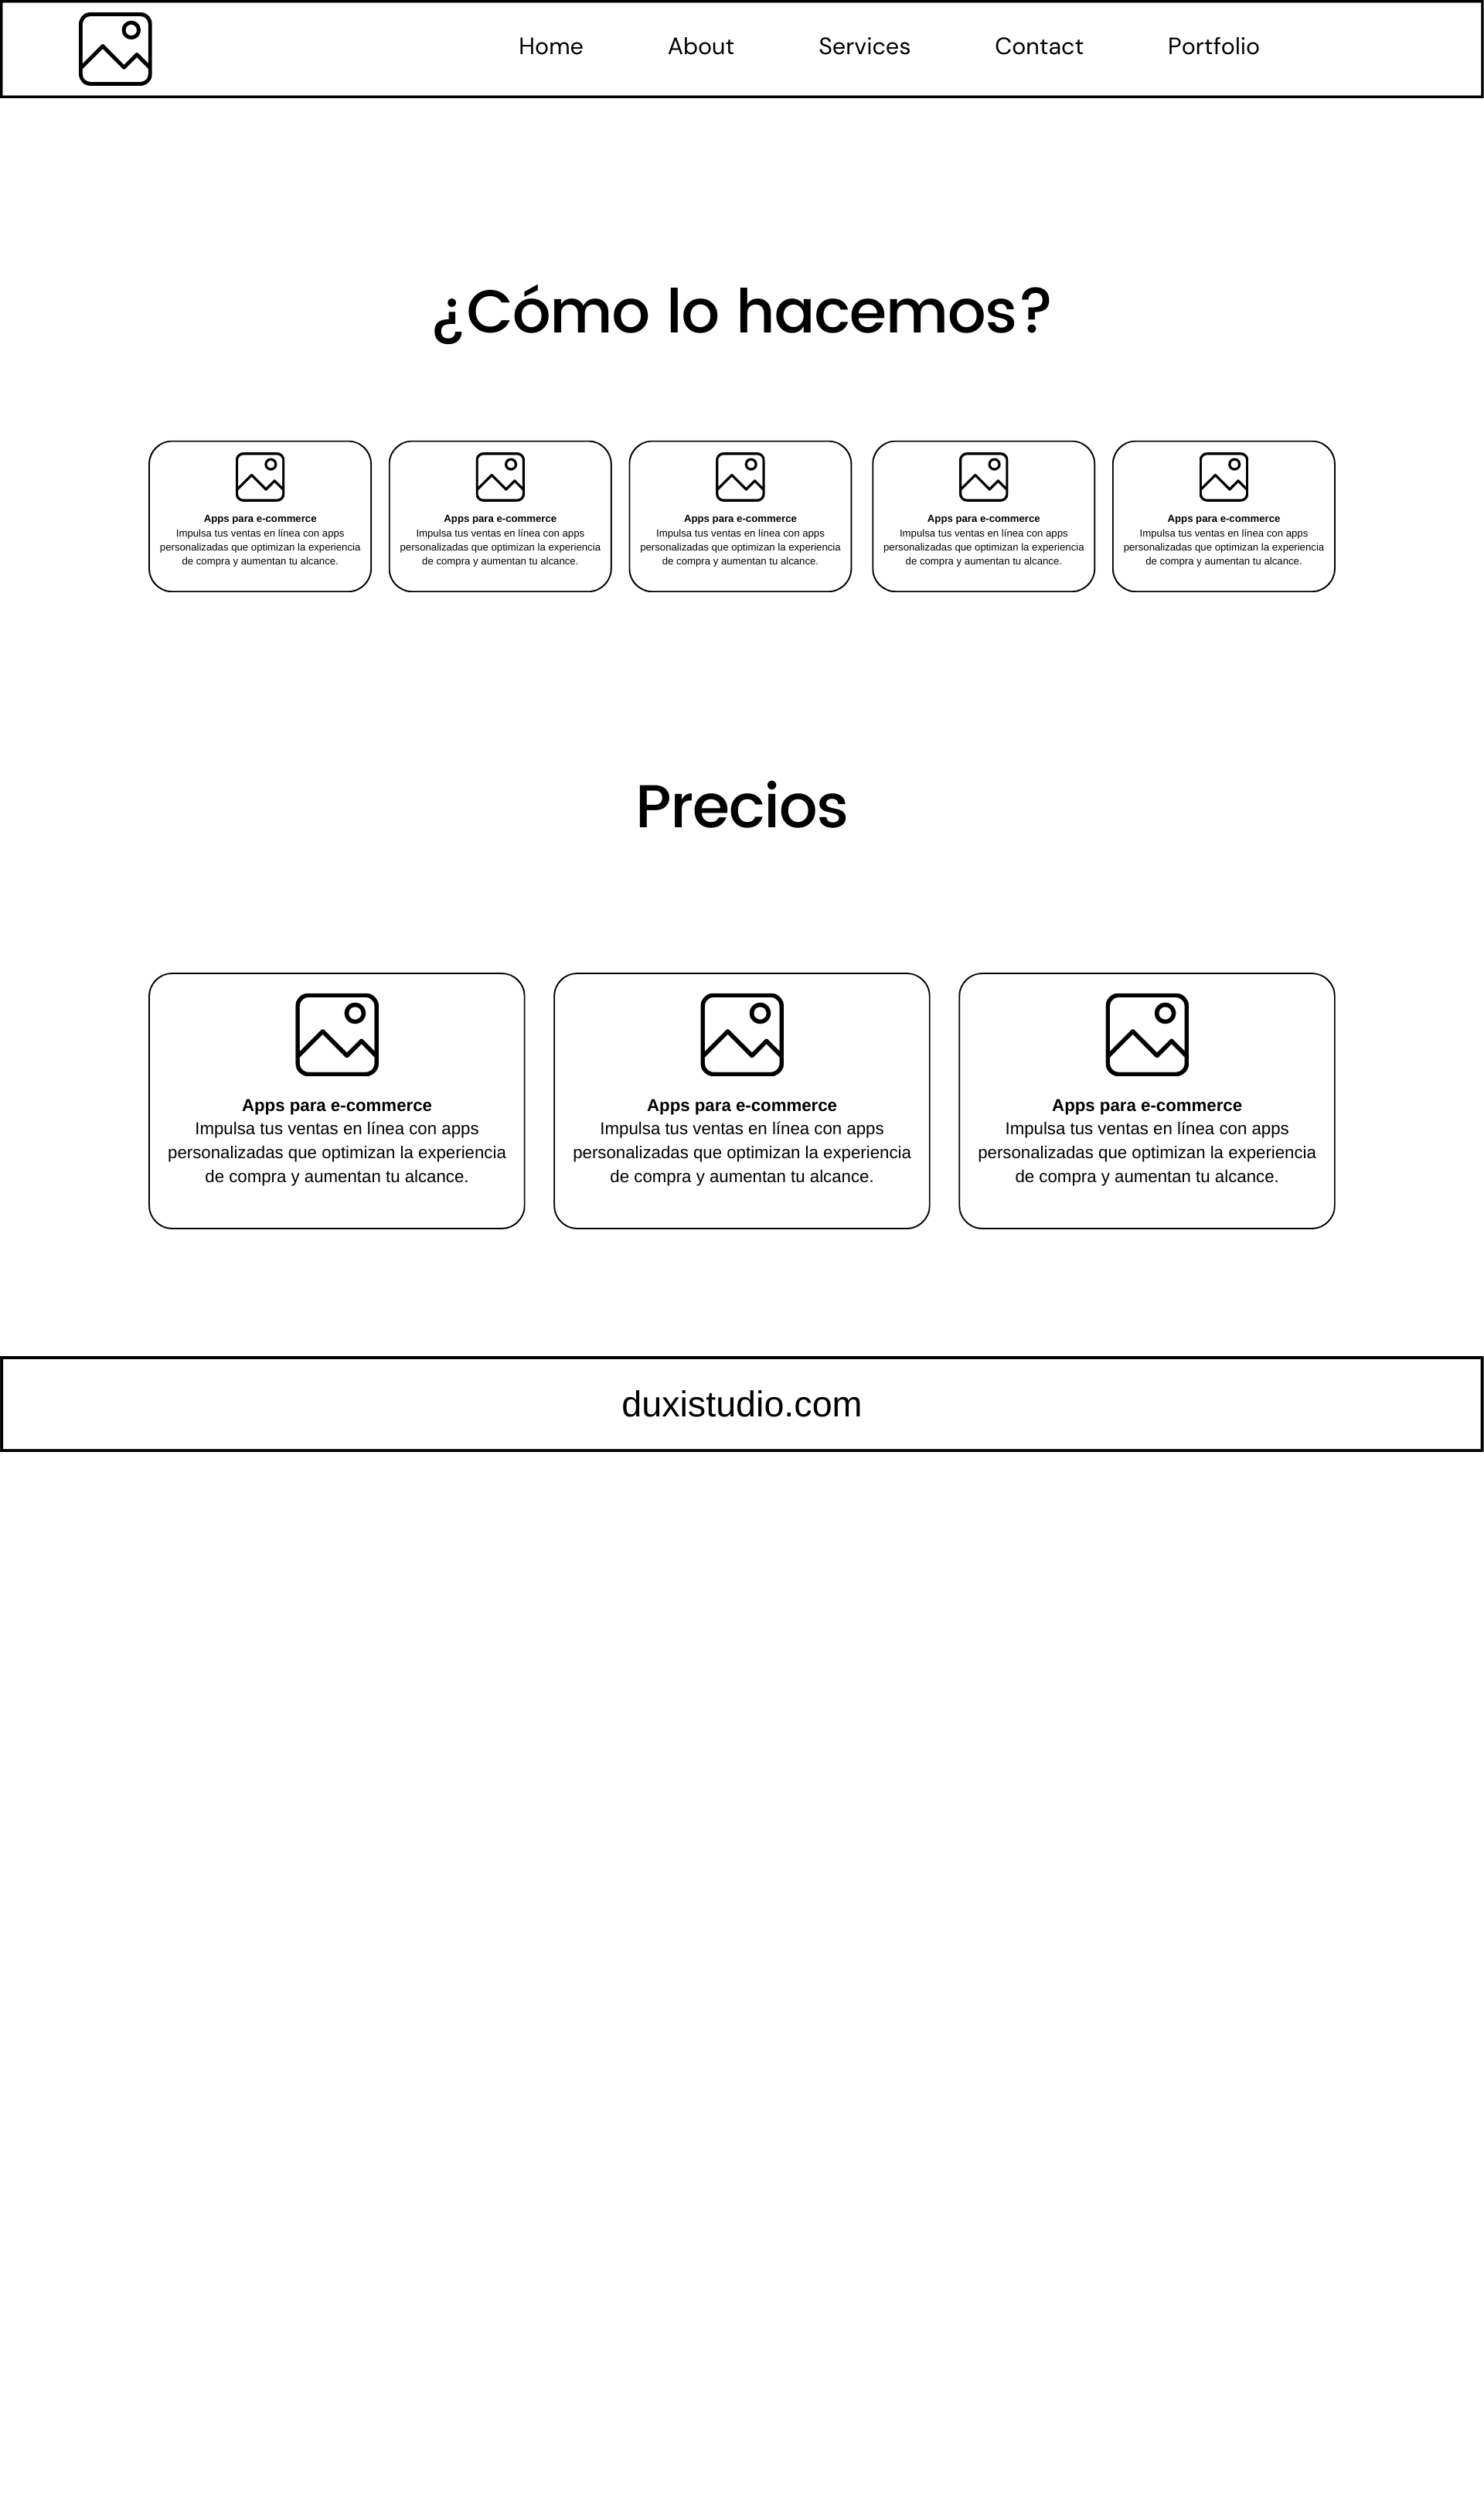 Home About Services Contact Portfolio
¿Cómo lo hacemos?
Apps para e-commerce
Impulsa tus ventas en línea con apps
personalizadas que optimizan la experiencia
de compra y aumentan tu alcance.
Apps para e-commerce
Impulsa tus ventas en línea con apps
personalizadas que optimizan la experiencia
de compra y aumentan tu alcance.
Apps para e-commerce
Impulsa tus ventas en línea con apps
personalizadas que optimizan la experiencia
de compra y aumentan tu alcance.
Apps para e-commerce
Impulsa tus ventas en línea con apps
personalizadas que optimizan la experiencia
de compra y aumentan tu alcance.
Apps para e-commerce
Impulsa tus ventas en línea con apps
personalizadas que optimizan la experiencia
de compra y aumentan tu alcance.
Precios
Apps para e-commerce
Impulsa tus ventas en línea con apps
personalizadas que optimizan la experiencia
de compra y aumentan tu alcance.
Apps para e-commerce
Impulsa tus ventas en línea con apps
personalizadas que optimizan la experiencia
de compra y aumentan tu alcance.
Apps para e-commerce
Impulsa tus ventas en línea con apps
personalizadas que optimizan la experiencia
de compra y aumentan tu alcance.
duxistudio.com